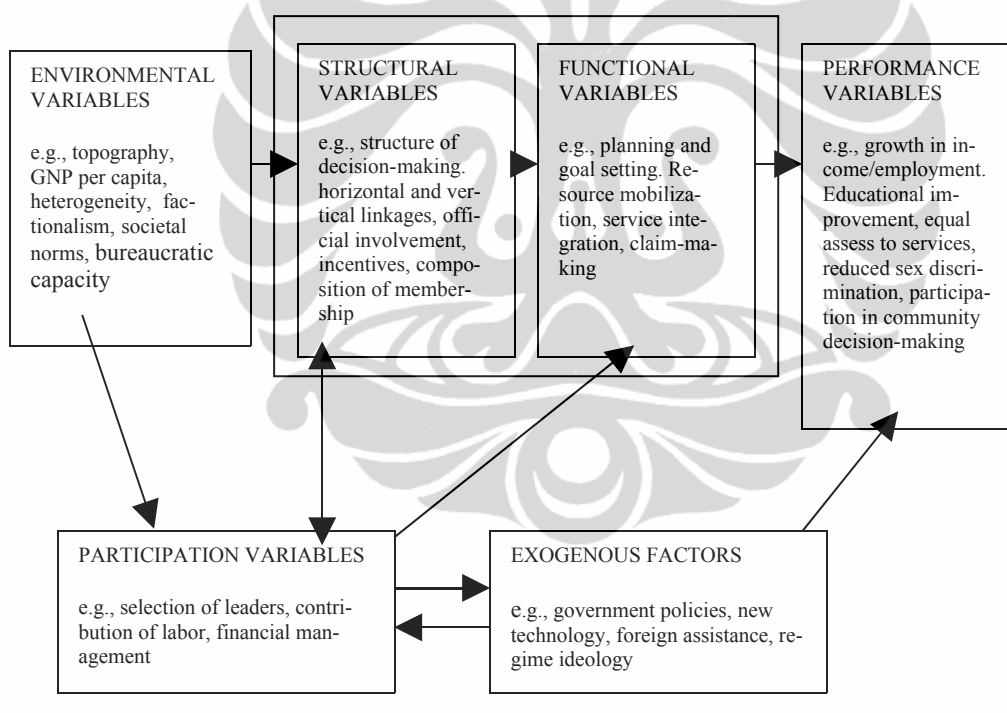 ENVIRONMENTAL
VARIABLES
e.g., topography,
GNP per capita,
heterogeneity, fac-
tionalism, societal
norms, bureaucratic
capacity
STRUCTURAL
VARIABLES
e.g., structure of
decision-making.
horizontal and ver-
tical linkages, offi-
cial involvement,
incentives, compo-
sition of member-
ship
FUNCTIONAL
VARIABLES
e.g., planning and
goal setting. Re-
source mobiliza-
tion, service inte-
gration, claim-ma-
king
PERFORMANCE
VARIABLES
e.g., growth in in-
come/employment.
Educational im-
provement, equal
assess to services,
reduced sex discri-
mination, participa-
tion in community
decision-making
PARTICIPATION VARIABLES
e.g., selection of leaders, contri-
bution of labor, financial man-
agement
EXOGENOUS FACTORS
e.g., government policies, new
technology, foreign assistance, re-
gime ideology